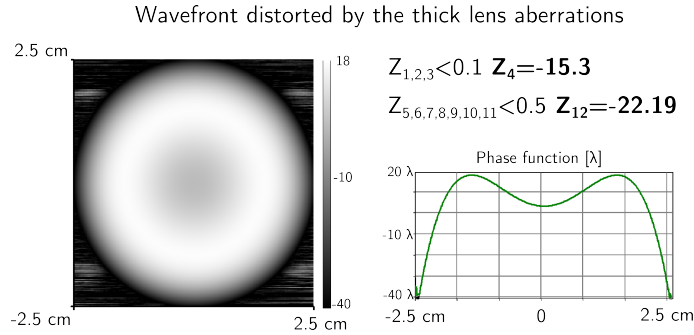 Wavefront distorted by the thick lens aberrations
2.5 cm
18
-10
-40
-2.5 cm
2.5 cm
Z1,2,3<0.1 Z4=-15.3
Z5,6,7,8,9,10,11<0.5 Z12=-22.19
Phase function [λ]
20 λ
-10 λ
-40 λ
-2.5 cm
0
2.5 cm